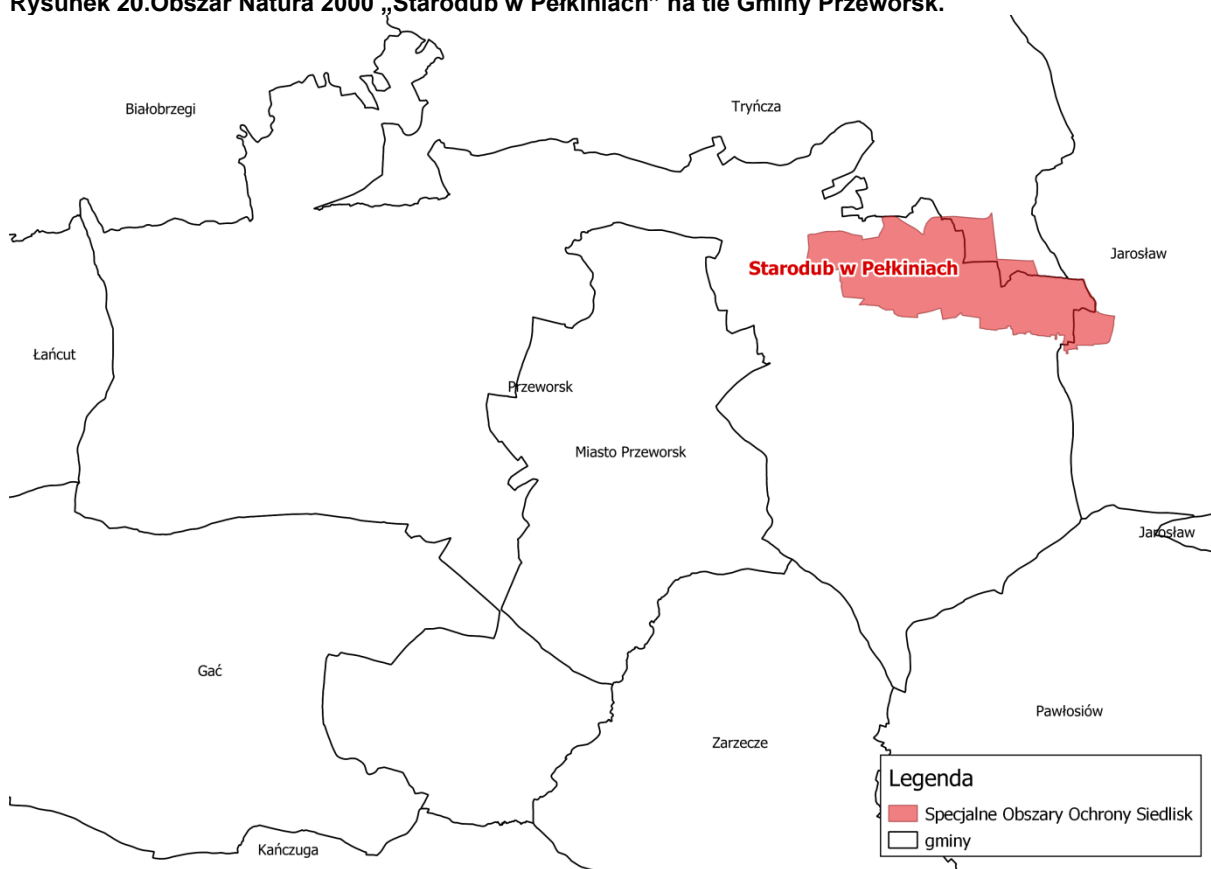 Rysunek 20.Obszar Natura 2000 „Starodub w Pełkiniach” na tle Gminy Przeworsk.
Białobrzegi
Tryńcza
Jarosław
Starodub w Pełkiniach
Łańcut
Przeworsk
Miasto Przeworsk
Jarosław
Gać
Pawłosiów
Zarzecze
Legenda
Specjalne Obszary Ochrony Siedlisk
gminy
Kańczuga